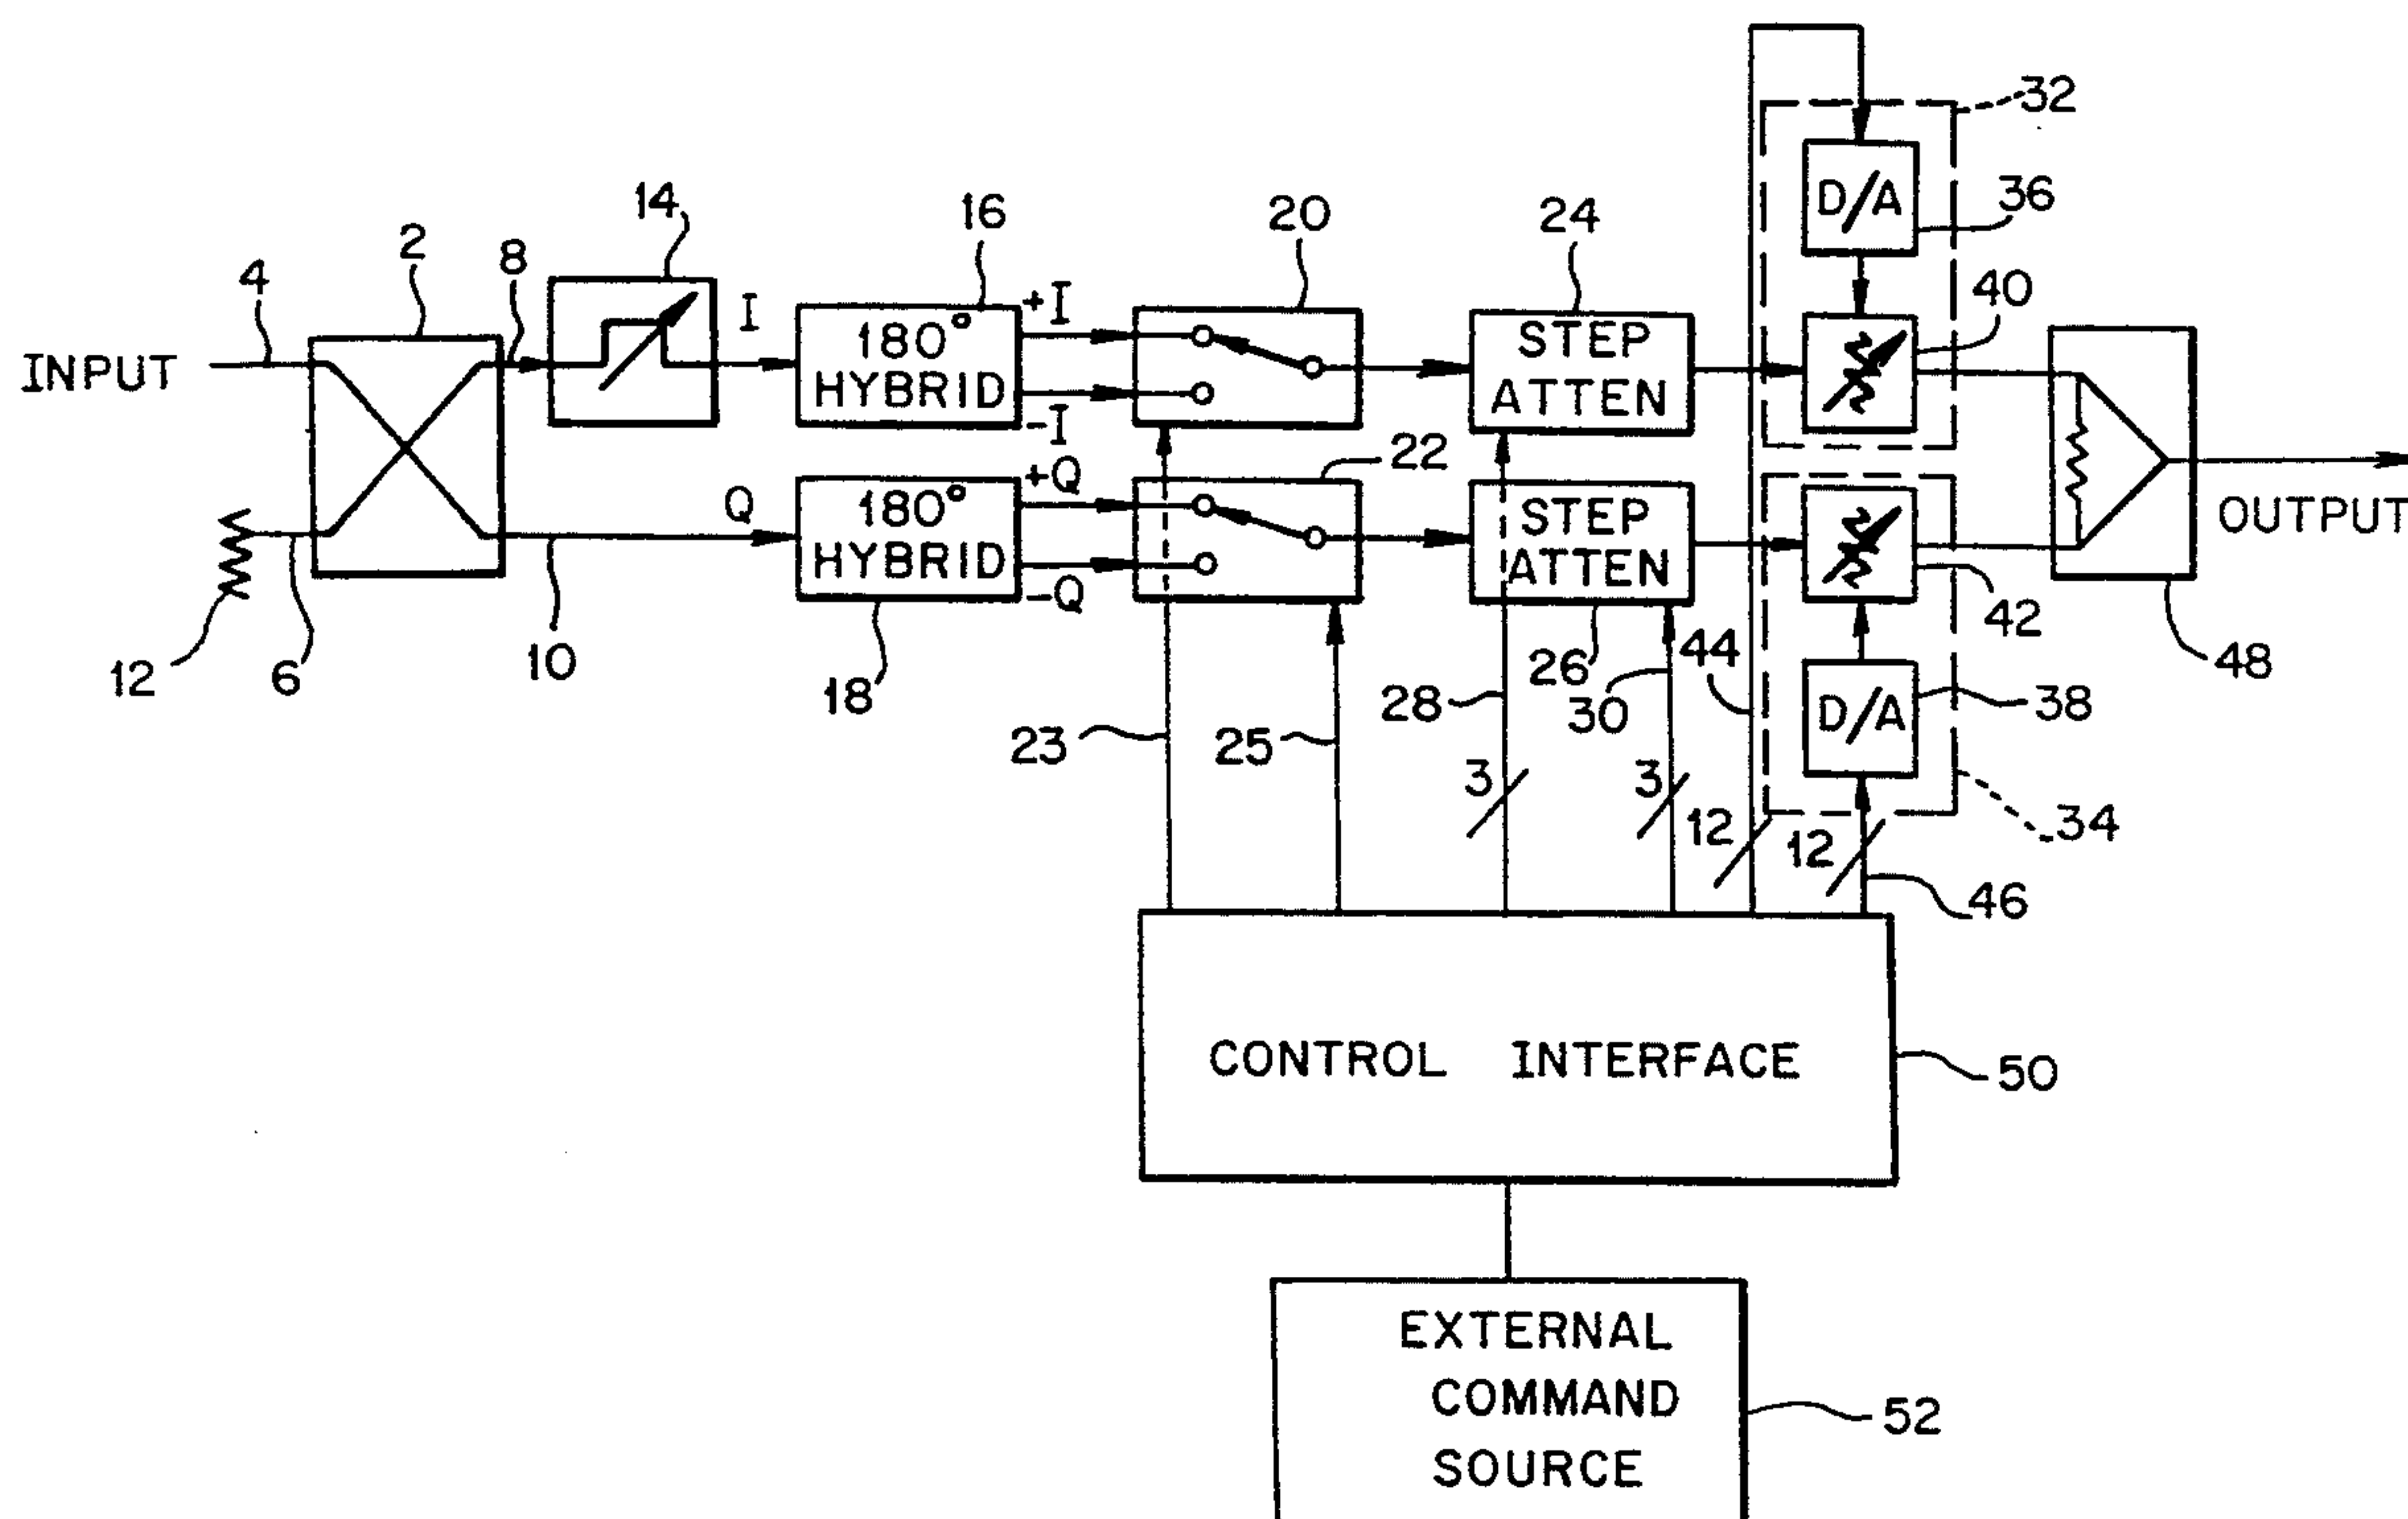 32
D/A
36
14
16
20
24
2
8
4
I
+I
40
INPUT
180°
HYBRID
STEP
ATTEN
-I
+Q
22
Q
180°
HYBRID
STEP
ATTEN
OUTPUT
-Q
42
12
6
10
18
26
44
48
28
30
D/A
38
23
25
3
3
12
12
34
46
CONTROL INTERFACE
50
EXTERNAL
COMMAND
SOURCE
52